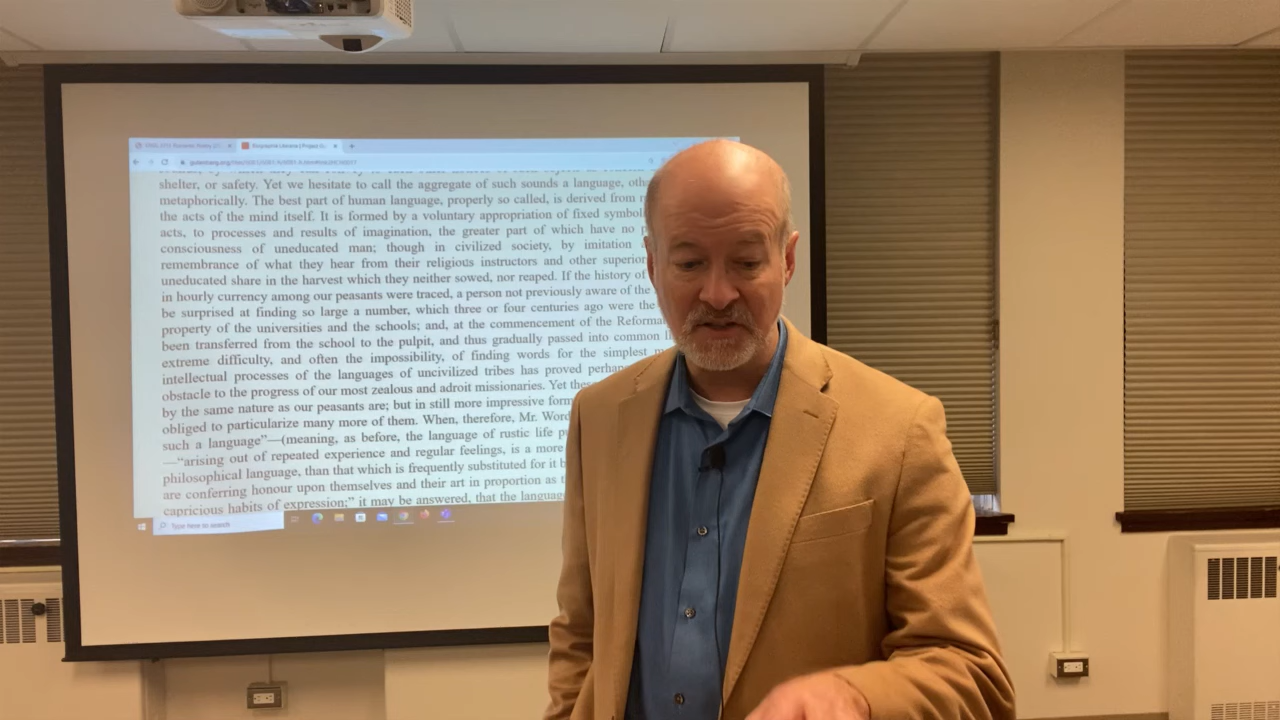 Biographia Literaria | Project G
shelter, or safety. Yet we hesitate to call the aggregate of such sounds a language, othe
metaphorically. The best part of human language, properly so called, is derived from r
the acts of the mind itself. It is formed by a voluntary appropriation of fixed symbol
acts, to processes and results of imagination, the greater part of which have no p
consciousness of uneducated man; though in civilized society, by imitation a
remembrance of what they hear from their religious instructors and other superior
uneducated share in the harvest which they neither sowed, nor reaped. If the history of
in hourly currency among our peasants were traced, a person not previously aware of the
be surprised at finding so large a number, which three or four centuries ago were the
property of the universities and the schools; and, at the commencement of the Reformat
been transferred from the school to the pulpit, and thus gradually passed into common l
extreme difficulty, and often the impossibility, of finding words for the simplest m
intellectual processes of the languages of uncivilized tribes has proved perhap
obstacle to the progress of our most zealous and adroit missionaries. Yet thes
by the same nature as our peasants are; but in still more impressive form
obliged to particularize many more of them. When, therefore, Mr. Word
such a language"—(meaning, as before, the language of rustic life p
—"arising out of repeated experience and regular feelings, is a more
philosophical language, than that which is frequently substituted for it b
are conferring honour upon themselves and their art in proportion as t
capricious habits of expression;" it may be answered, that the languag
Type here to search